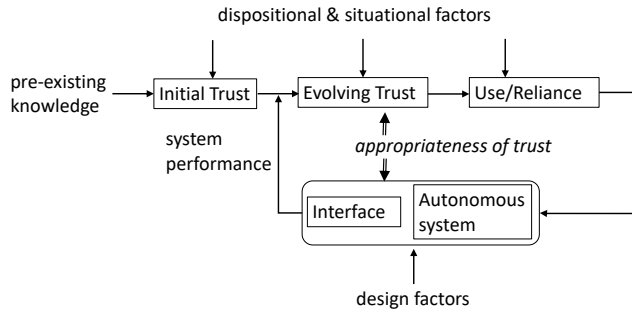 dispositional & situational factors
pre-existing
knowledge
Initial Trust
Evolving Trust
Use/Reliance
system
performance
appropriateness of trust
Interface
Autonomous
system
design factors